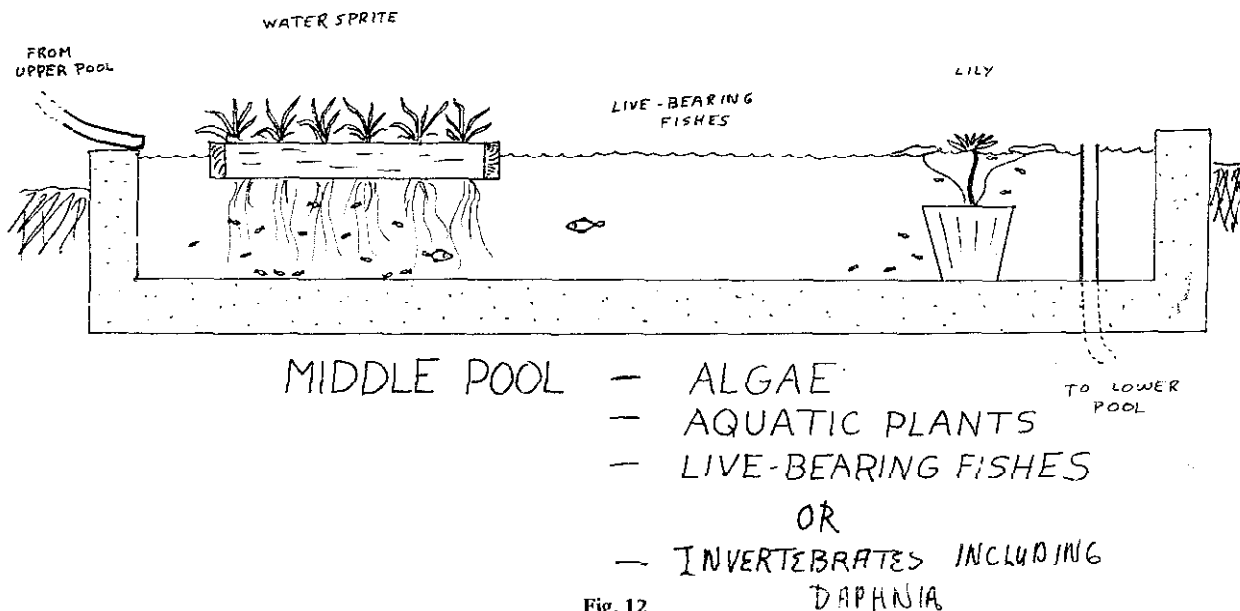 WATER SPRITE
FROM
UPPER POOL
LIVE-BEARING
FISHES
LILY
MIDDLE POOL – ALGAE
– AQUATIC PLANTS
– LIVE-BEARING FISHES
OR
– INVERTEBRATES INCLUDING
DAPHNIA
TO LOWER
POOL
Fig. 12